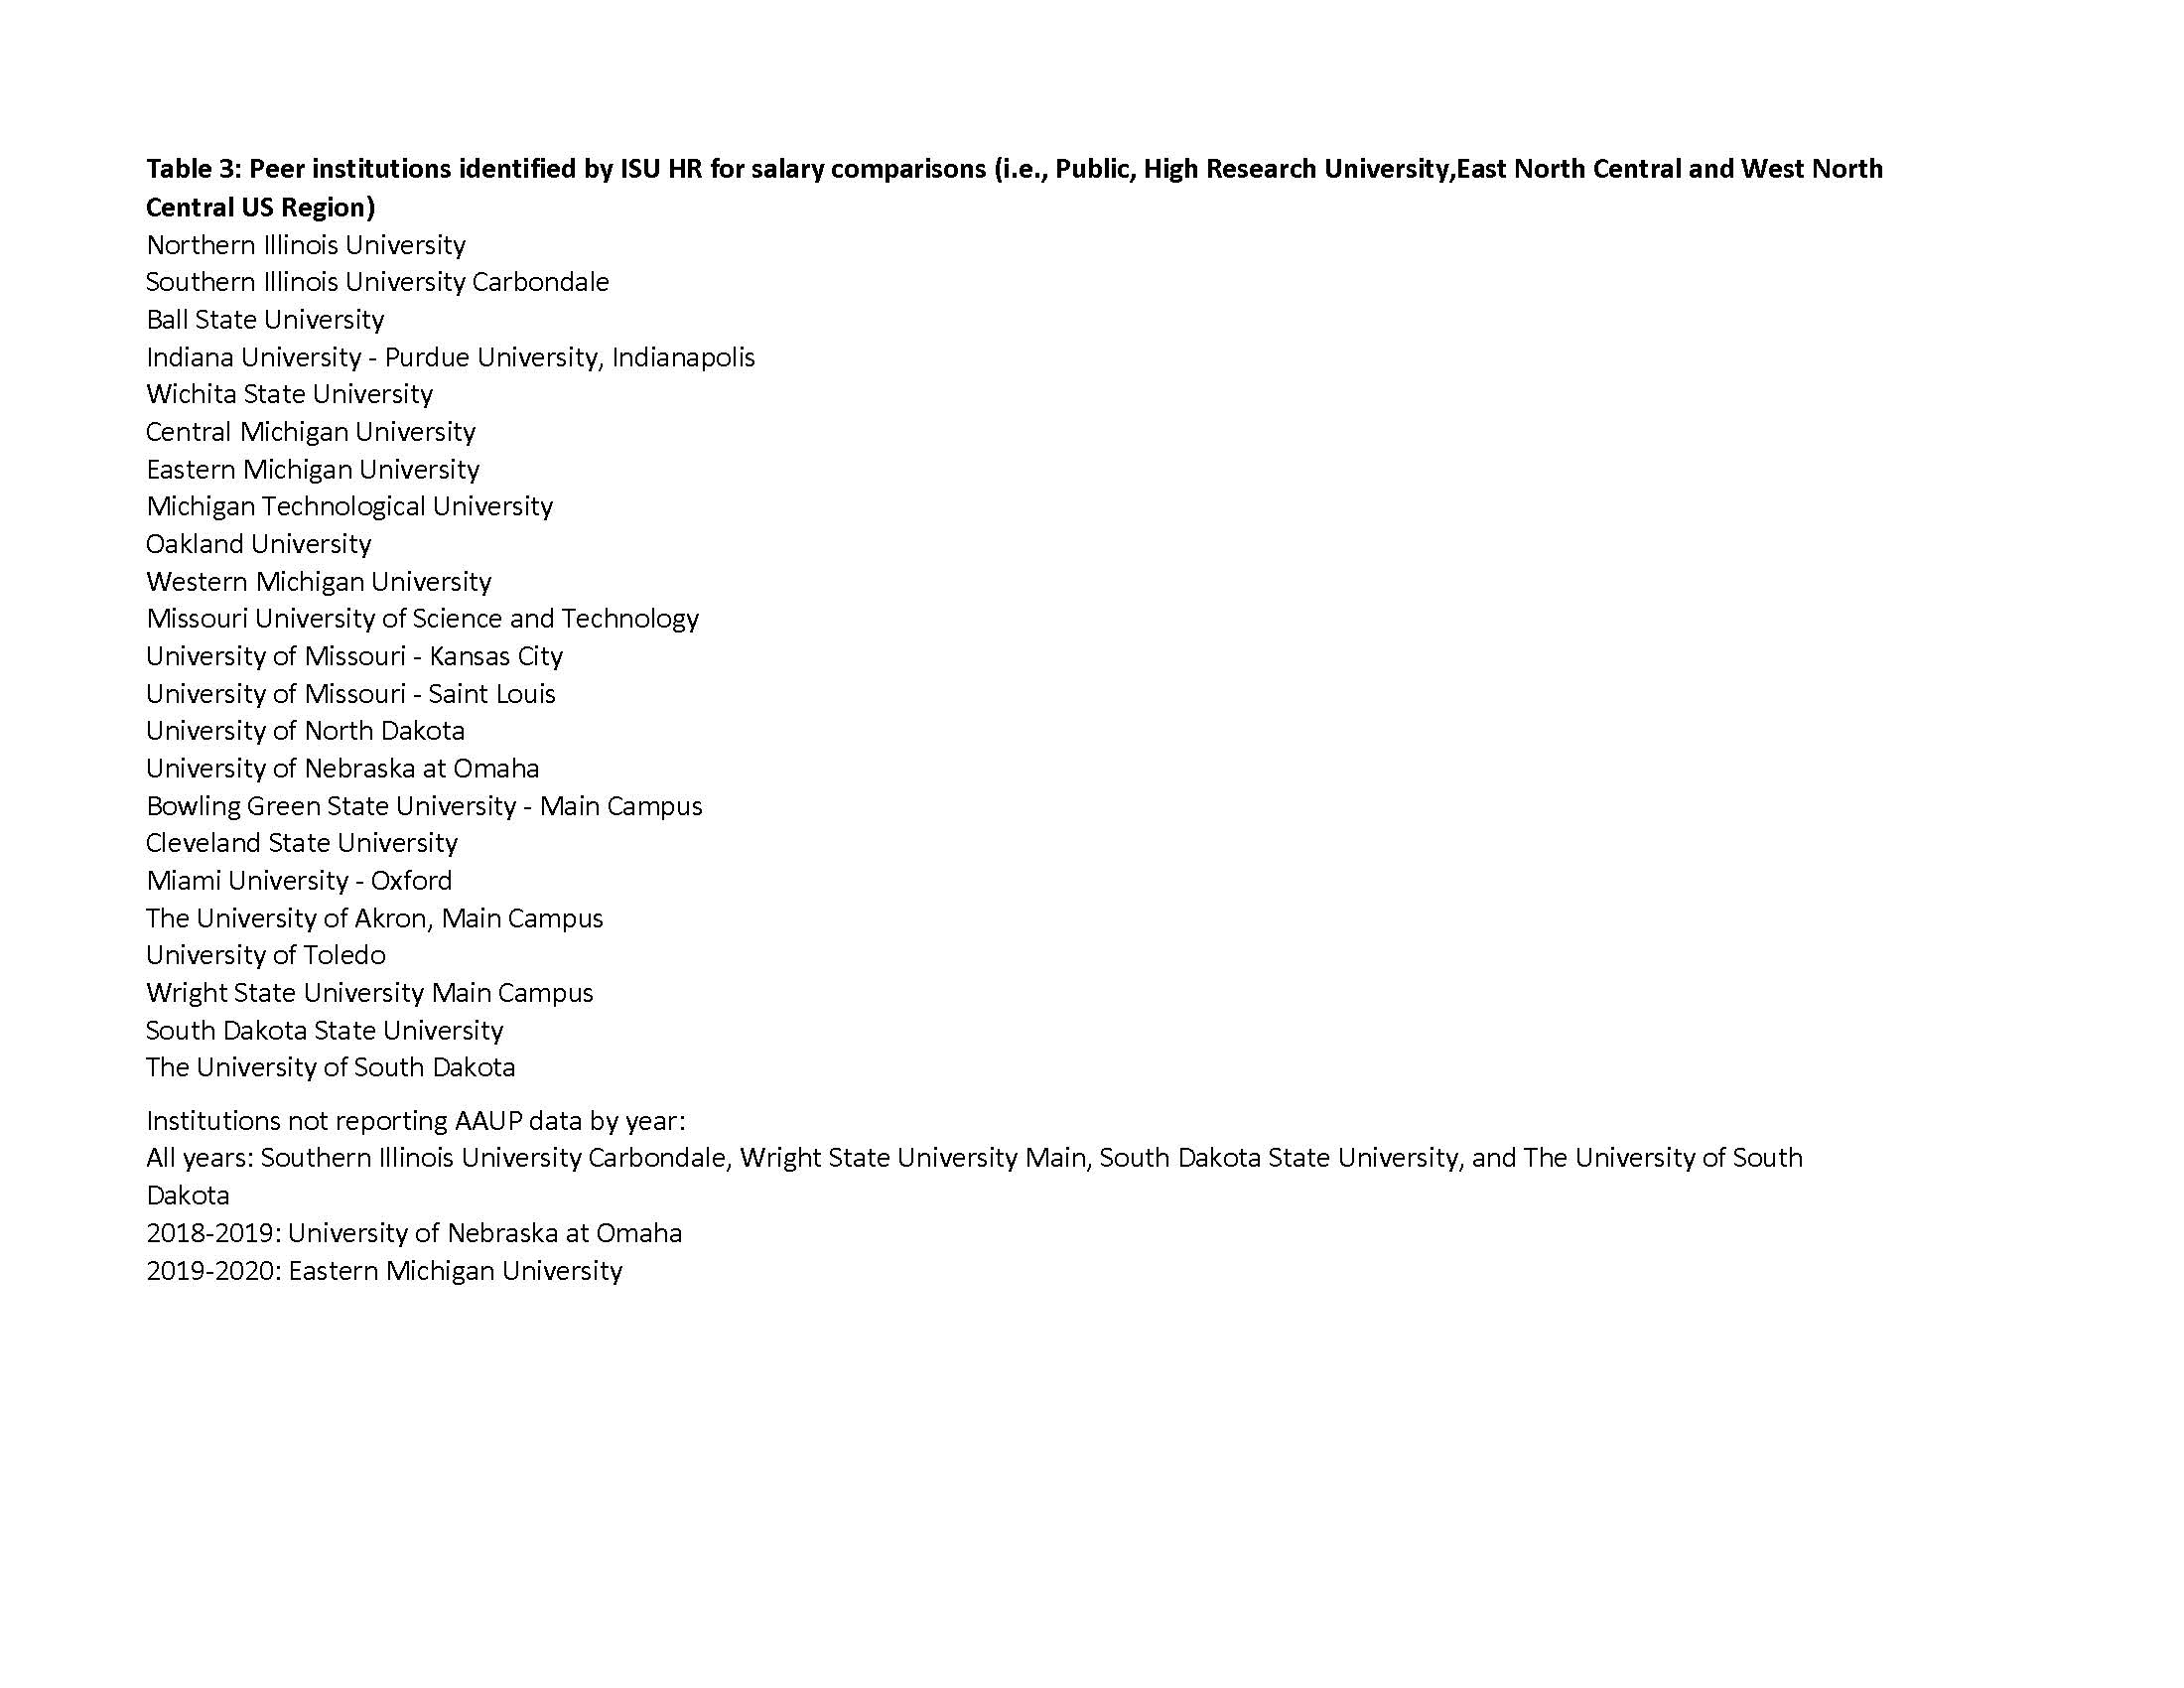 Table 3: Peer institutions identified by ISU HR for salary comparisons (i.e., Public, High Research University,East North Central and West North
Central US Region)
Northern Illinois University
Southern Illinois University Carbondale
Ball State University
Indiana University - Purdue University, Indianapolis
Wichita State University
Central Michigan University
Eastern Michigan University
Michigan Technological University
Oakland University
Western Michigan University
Missouri University of Science and Technology
University of Missouri - Kansas City
University of Missouri - Saint Louis
University of North Dakota
University of Nebraska at Omaha
Bowling Green State University - Main Campus
Cleveland State University
Miami University - Oxford
The University of Akron, Main Campus
University of Toledo
Wright State University Main Campus
South Dakota State University
The University of South Dakota
Institutions not reporting AAUP data by year:
All years: Southern Illinois University Carbondale, Wright State University Main, South Dakota State University, and The University of South
Dakota
2018-2019: University of Nebraska at Omaha
2019-2020: Eastern Michigan University